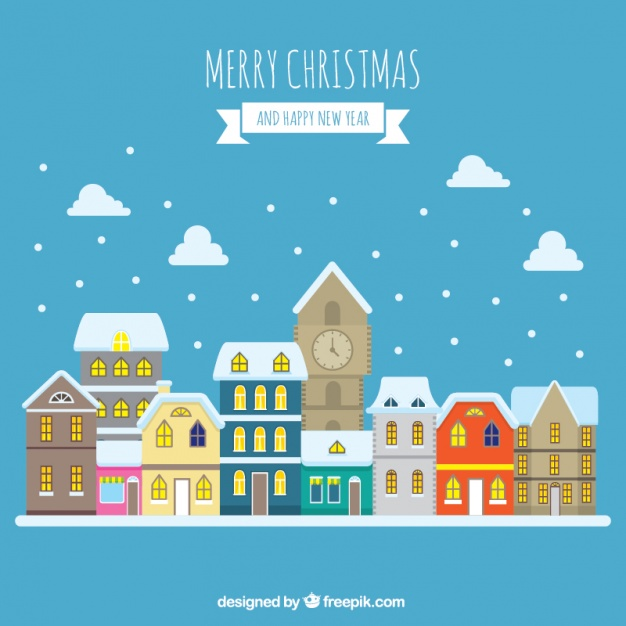 MERRY CHRISTMAS
AND HAPPY NEW YEAR
designed by freepik.com